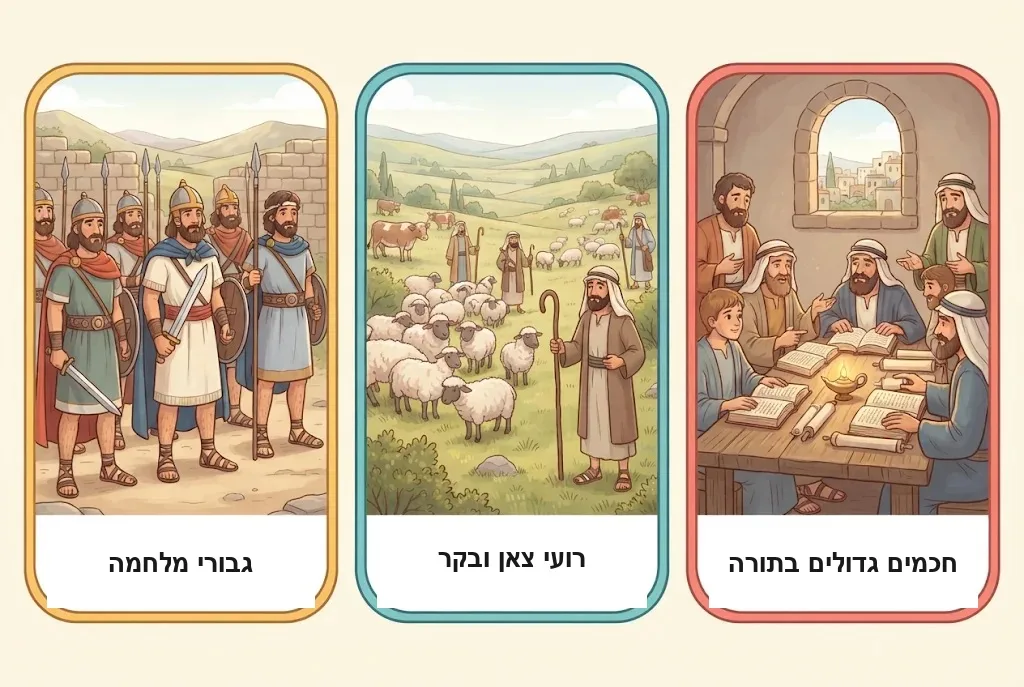 חכמים גדולים בתורה
רועי צאן ובקר
גבורי מלחמה